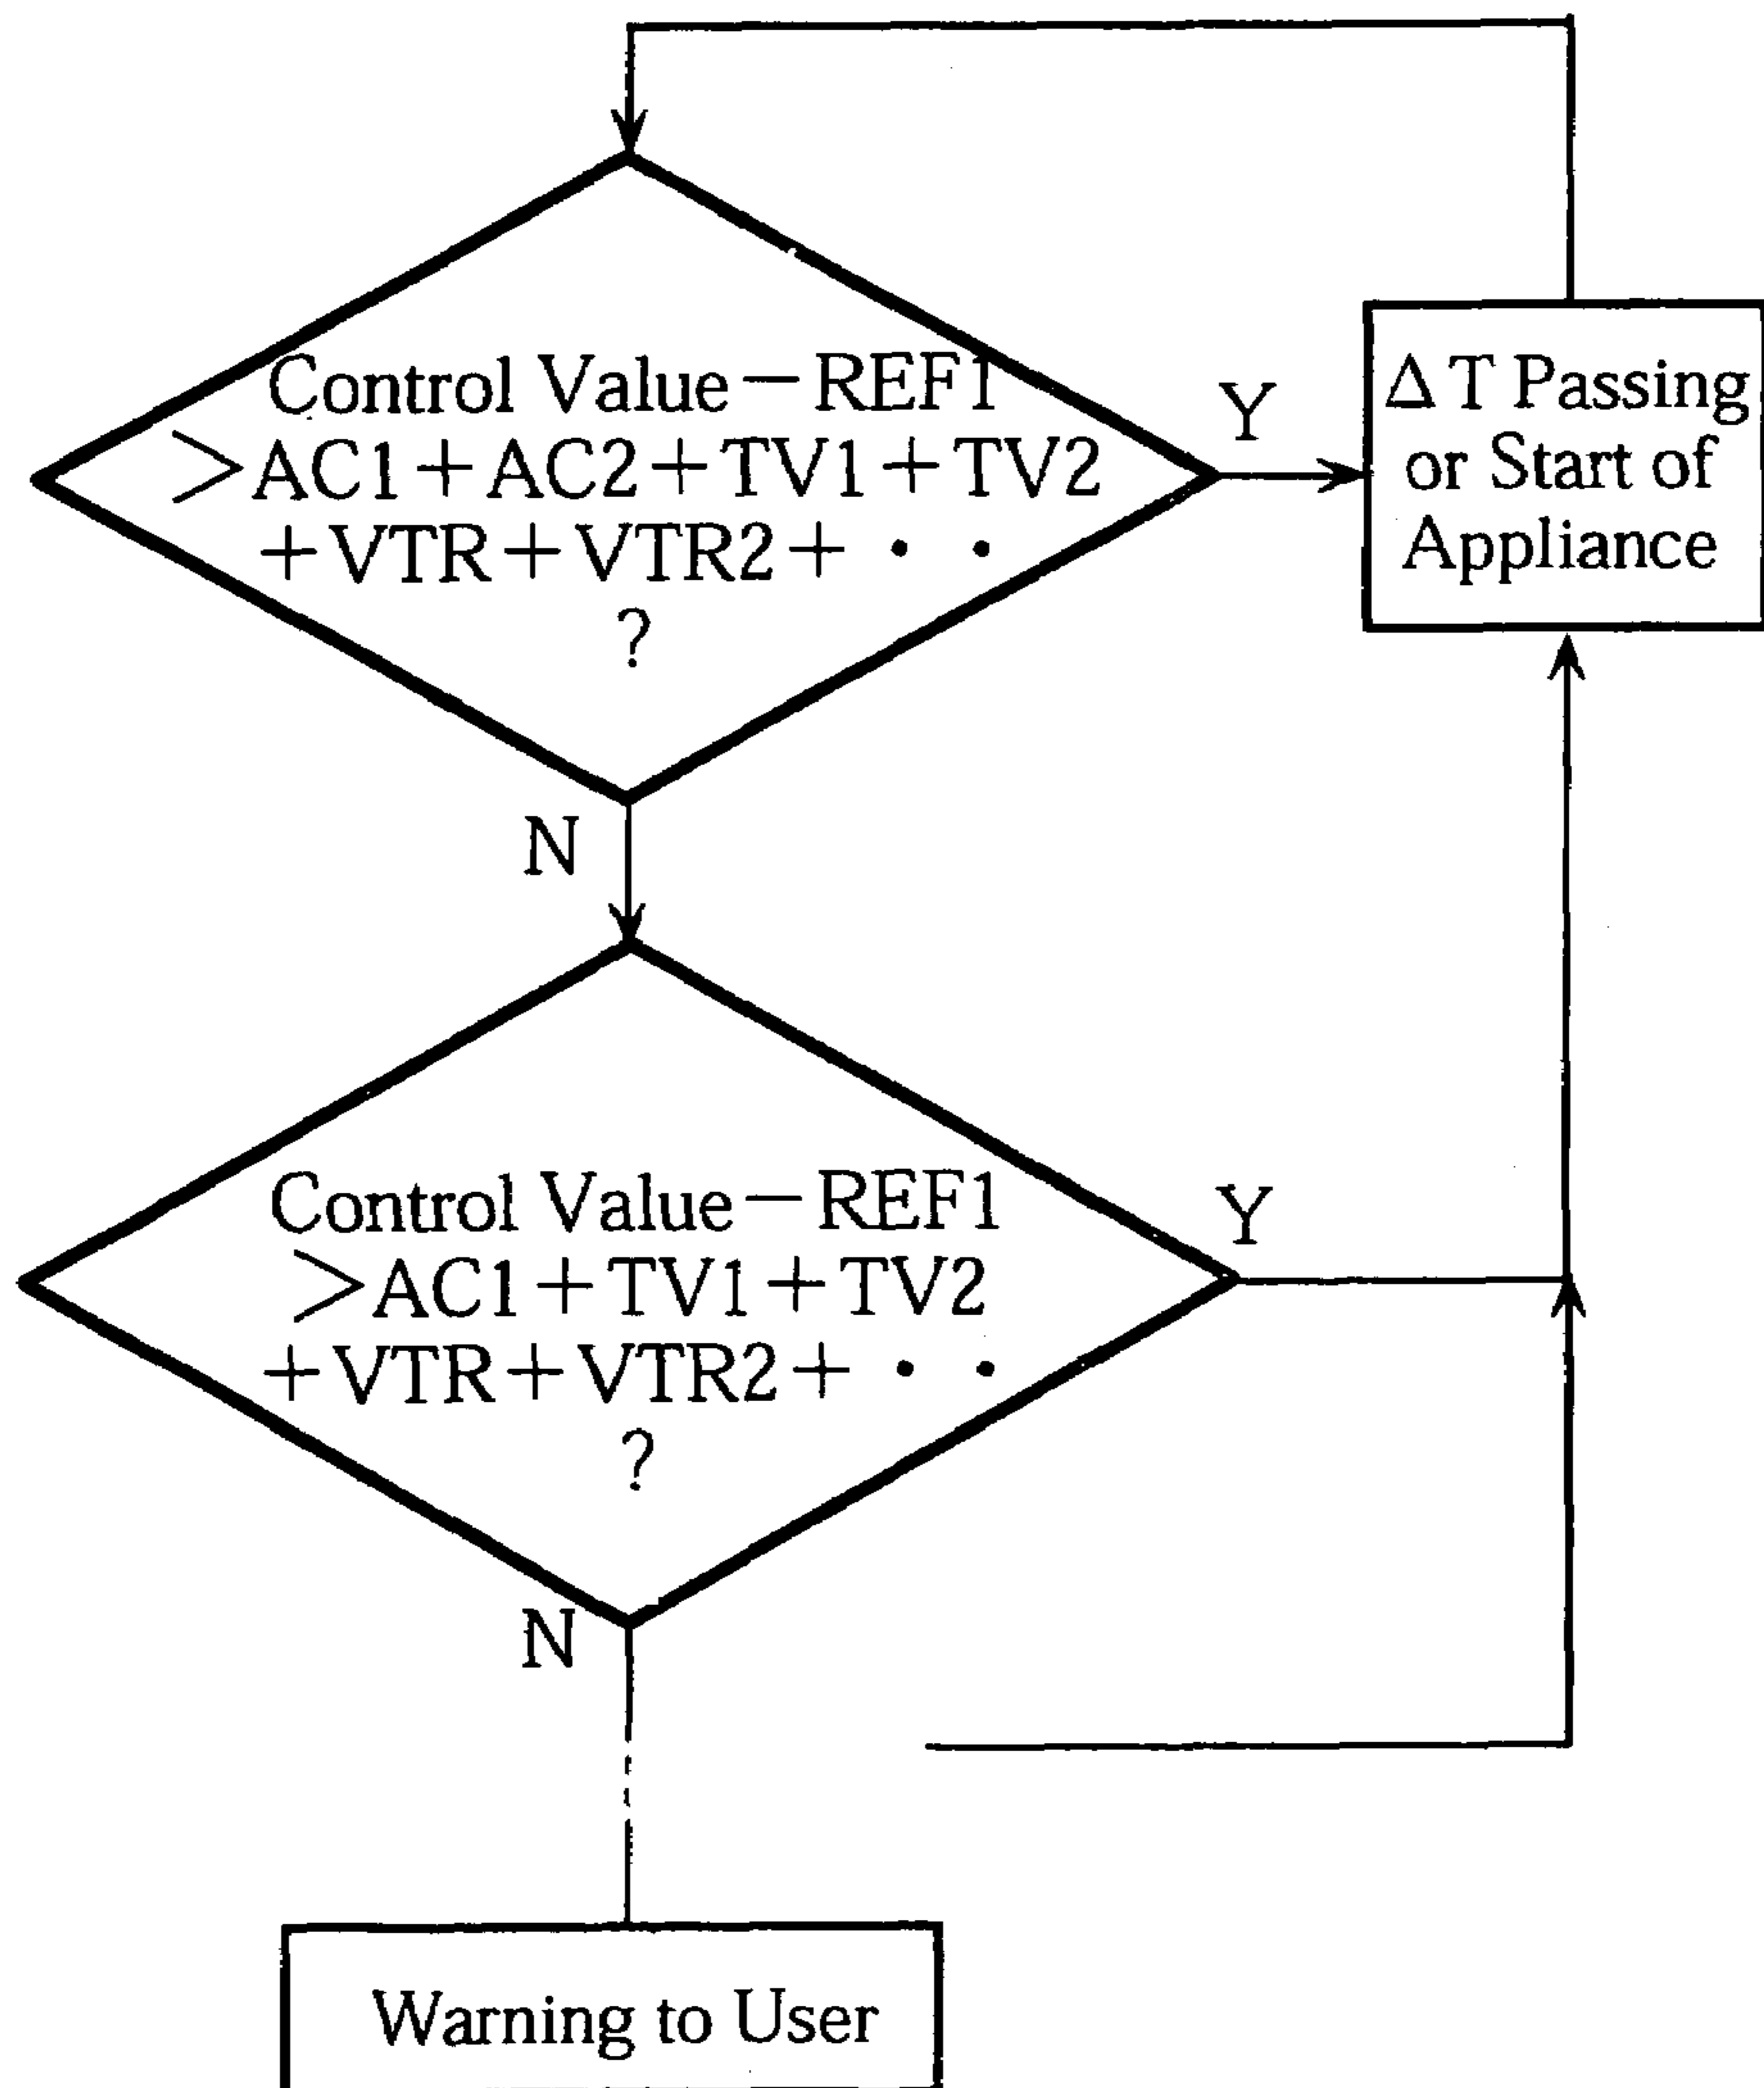 Control Value－REF1
＞AC1＋AC2＋TV1＋TV2
＋VTR＋VTR2＋・・
?
Y
Δ T Passing
or Start of
Appliance
N
Control Value－REF1
＞AC1＋TV1＋TV2
＋VTR＋VTR2＋・・
?
Y
N
Warning to User